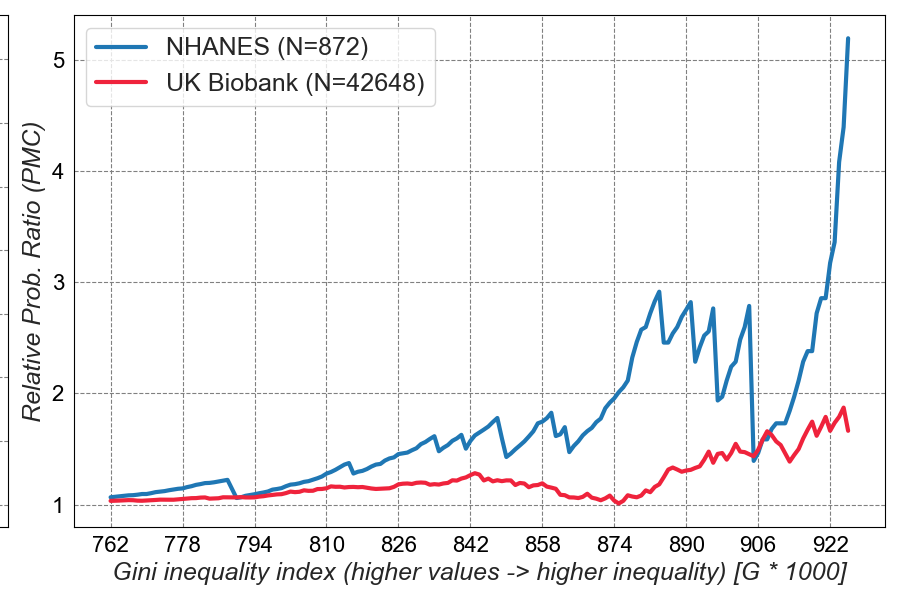 NHANES (N=872)
UK Biobank (N=42648)
Relative Prob. Ratio (PMC)
5
4
3
2
1
762 778 794 810 826 842 858 874 890 906 922
Gini inequality index (higher values -> higher inequality) [G * 1000]